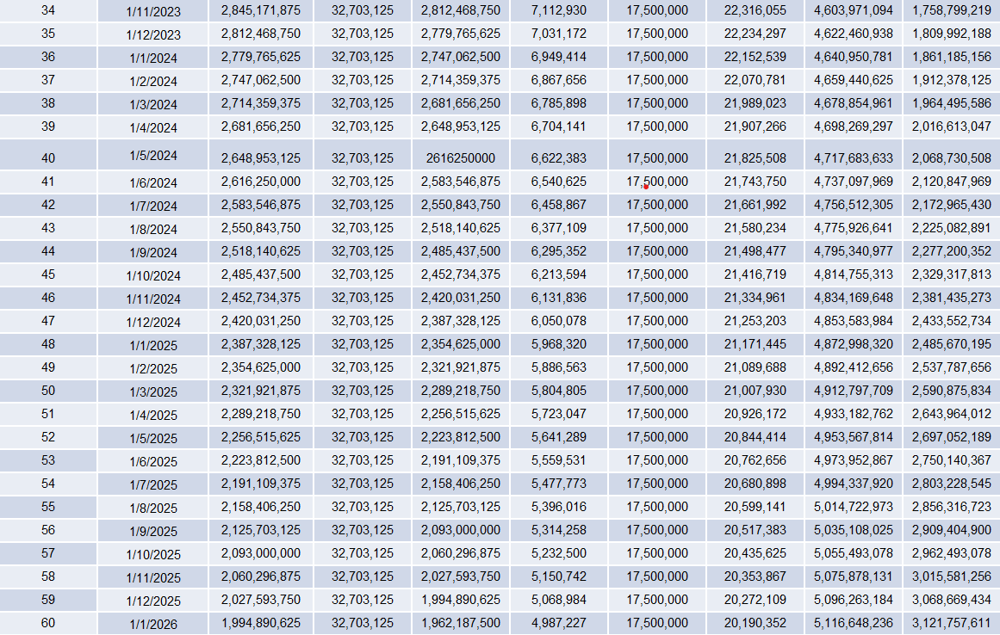 34 1/11/2023 2,845,171,875 32,703,125 2,812,468,750 7,112,930 17,500,000 22,316,055 4,603,971,094 1,758,799,219
35 1/12/2023 2,812,468,750 32,703,125 2,779,765,625 7,031,172 17,500,000 22,234,297 4,622,460,938 1,809,992,188
36 1/1/2024 2,779,765,625 32,703,125 2,747,062,500 6,949,414 17,500,000 22,152,539 4,640,950,781 1,861,185,156
37 1/2/2024 2,747,062,500 32,703,125 2,714,359,375 6,867,656 17,500,000 22,070,781 4,659,440,625 1,912,378,125
38 1/3/2024 2,714,359,375 32,703,125 2,681,656,250 6,785,898 17,500,000 21,989,023 4,678,854,961 1,964,495,586
39 1/4/2024 2,681,656,250 32,703,125 2,648,953,125 6,704,141 17,500,000 21,907,266 4,698,269,297 2,016,613,047
40 1/5/2024 2,648,953,125 32,703,125 2616250000 6,622,383 17,500,000 21,825,508 4,717,683,633 2,068,730,508
41 1/6/2024 2,616,250,000 32,703,125 2,583,546,875 6,540,625 17,500,000 21,743,750 4,737,097,969 2,120,847,969
42 1/7/2024 2,583,546,875 32,703,125 2,550,843,750 6,458,867 17,500,000 21,661,992 4,756,512,305 2,172,965,430
43 1/8/2024 2,550,843,750 32,703,125 2,518,140,625 6,377,109 17,500,000 21,580,234 4,775,926,641 2,225,082,891
44 1/9/2024 2,518,140,625 32,703,125 2,485,437,500 6,295,352 17,500,000 21,498,477 4,795,340,977 2,277,200,352
45 1/10/2024 2,485,437,500 32,703,125 2,452,734,375 6,213,594 17,500,000 21,416,719 4,814,755,313 2,329,317,813
46 1/11/2024 2,452,734,375 32,703,125 2,420,031,250 6,131,836 17,500,000 21,334,961 4,834,169,648 2,381,435,273
47 1/12/2024 2,420,031,250 32,703,125 2,387,328,125 6,050,078 17,500,000 21,253,203 4,853,583,984 2,433,552,734
48 1/1/2025 2,387,328,125 32,703,125 2,354,625,000 5,968,320 17,500,000 21,171,445 4,872,998,320 2,485,670,195
49 1/2/2025 2,354,625,000 32,703,125 2,321,921,875 5,886,563 17,500,000 21,089,688 4,892,412,656 2,537,787,656
50 1/3/2025 2,321,921,875 32,703,125 2,289,218,750 5,804,805 17,500,000 21,007,930 4,912,797,709 2,590,875,834
51 1/4/2025 2,289,218,750 32,703,125 2,256,515,625 5,723,047 17,500,000 20,926,172 4,933,182,762 2,643,964,012
52 1/5/2025 2,256,515,625 32,703,125 2,223,812,500 5,641,289 17,500,000 20,844,414 4,953,567,814 2,697,052,189
53 1/6/2025 2,223,812,500 32,703,125 2,191,109,375 5,559,531 17,500,000 20,762,656 4,973,952,867 2,750,140,367
54 1/7/2025 2,191,109,375 32,703,125 2,158,406,250 5,477,773 17,500,000 20,680,898 4,994,337,920 2,803,228,545
55 1/8/2025 2,158,406,250 32,703,125 2,125,703,125 5,396,016 17,500,000 20,599,141 5,014,722,973 2,856,316,723
56 1/9/2025 2,125,703,125 32,703,125 2,093,000,000 5,314,258 17,500,000 20,517,383 5,035,108,025 2,909,404,900
57 1/10/2025 2,093,000,000 32,703,125 2,060,296,875 5,232,500 17,500,000 20,435,625 5,055,493,078 2,962,493,078
58 1/11/2025 2,060,296,875 32,703,125 2,027,593,750 5,150,742 17,500,000 20,353,867 5,075,878,131 3,015,581,256
59 1/12/2025 2,027,593,750 32,703,125 1,994,890,625 5,068,984 17,500,000 20,272,109 5,096,263,184 3,068,669,434
60 1/1/2026 1,994,890,625 32,703,125 1,962,187,500 4,987,227 17,500,000 20,190,352 5,116,648,236 3,121,757,611